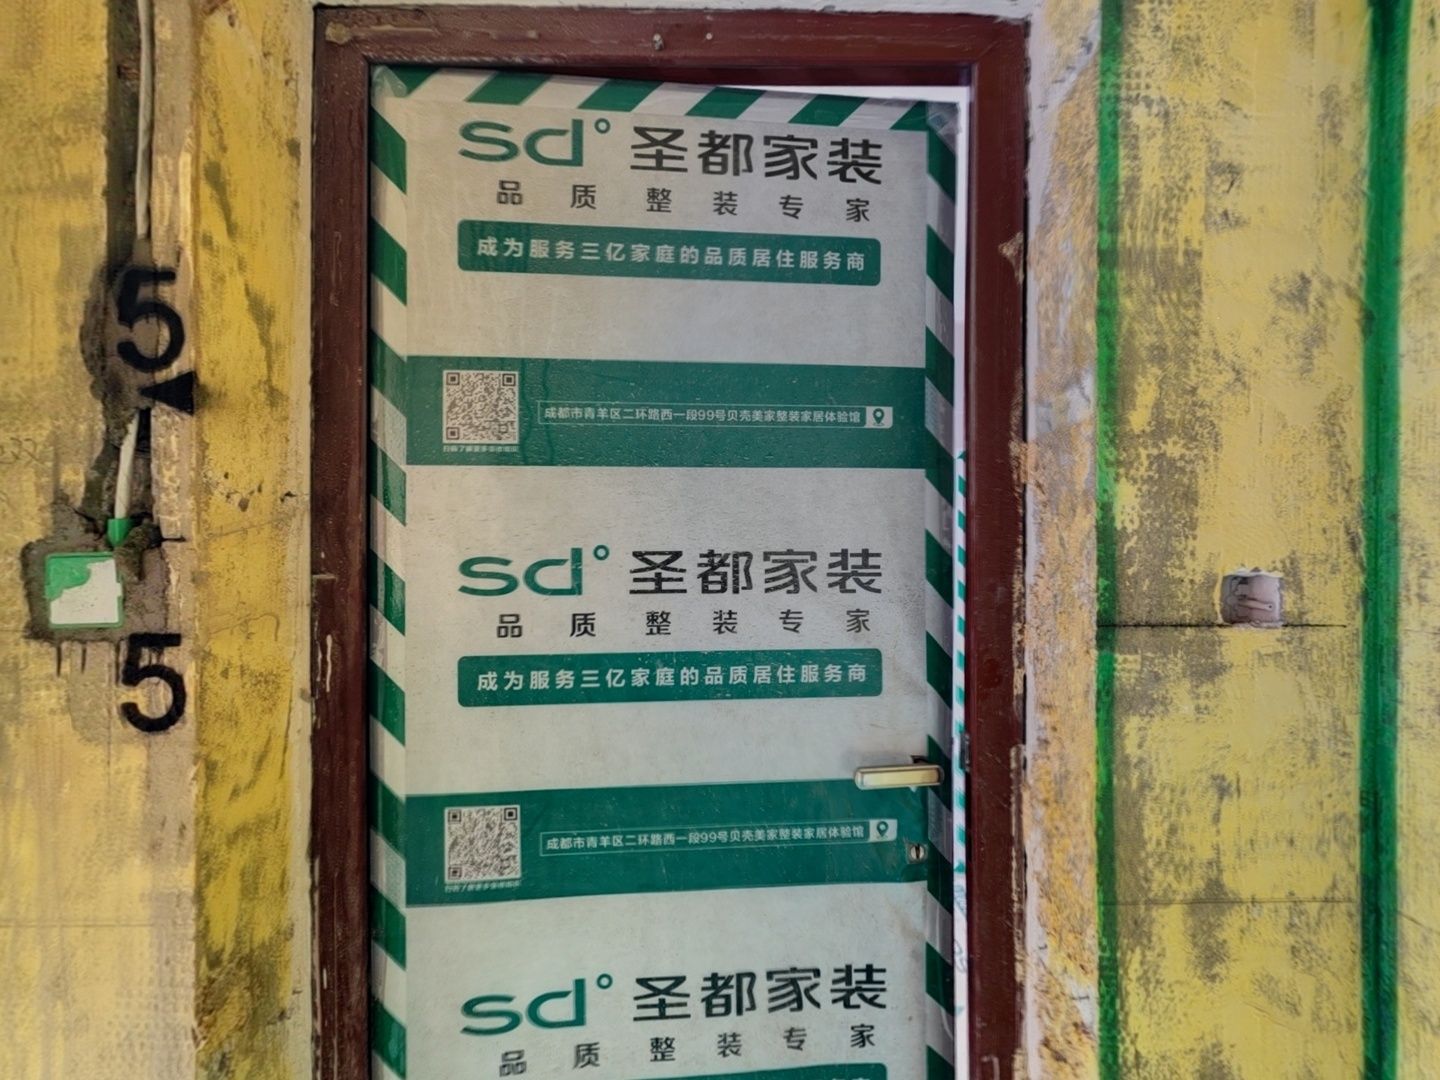 sd° 圣都家装
品质整装专家
成为服务三亿家庭的品质居住服务商
成都市青羊区二环路西一段99号贝壳美家整装家居体验馆
5
sd° 圣都家装
品质整装专家
5
成为服务三亿家庭的品质居住服务商
成都市青羊区二环路西一段99号贝壳美家整装家居体验馆
sd° 圣都家装
品质整装专家